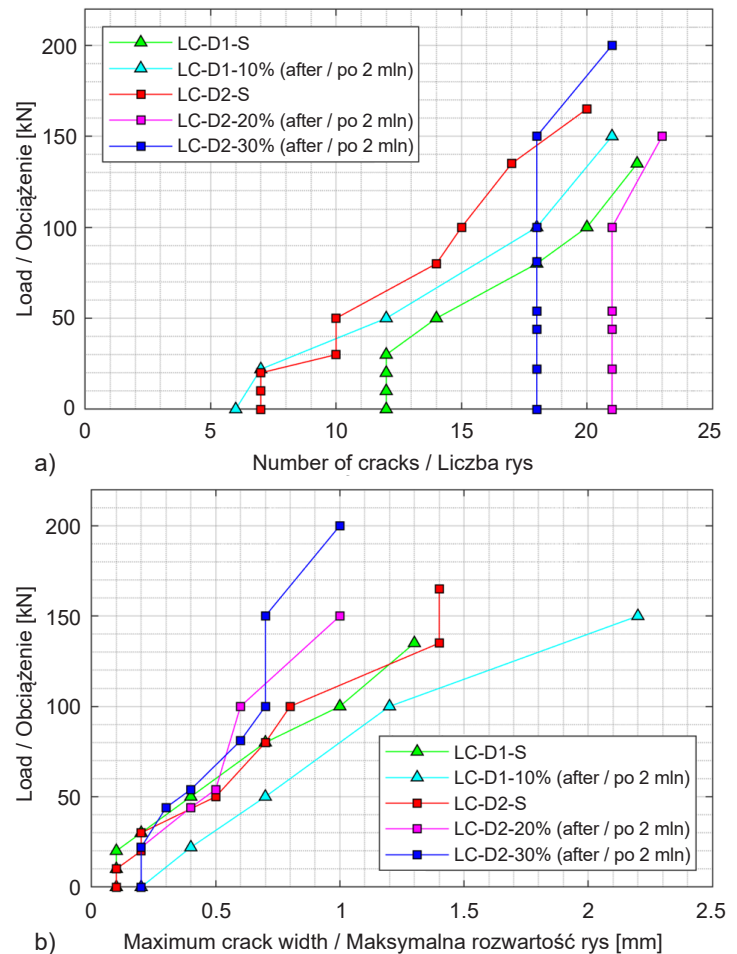 200
150
100
50
0
Load / Obciążenie [kN]
LC-D1-S
LC-D1-10% (after / po 2 mln)
LC-D2-S
LC-D2-20% (after / po 2 mln)
LC-D2-30% (after / po 2 mln)
0 5 10 15 20 25
a) Number of cracks / Liczba rys
200
150
100
50
0
Load / Obciążenie [kN]
LC-D1-S
LC-D1-10% (after / po 2 mln)
LC-D2-S
LC-D2-20% (after / po 2 mln)
LC-D2-30% (after / po 2 mln)
0 0.5 1 1.5 2 2.5
b) Maximum crack width / Maksymalna rozwartość rys [mm]